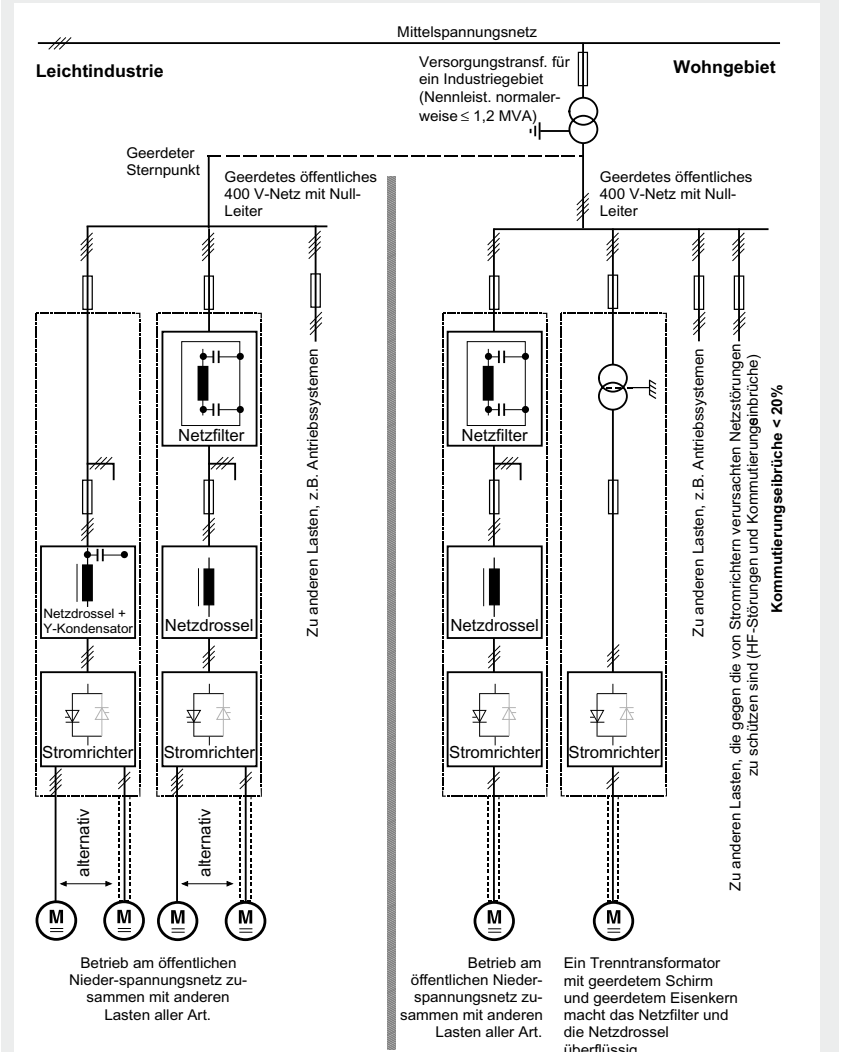 Mittelspannungsnetz
Leichtindustrie
Versorgungstransf. für
ein Industriegebiet
(Nennleist. normaler-
weise ≤ 1,2 MVA)
Wohngebiet
Geerdeter
Sternpunkt
Geerdetes öffentliches
400 V-Netz mit Null-
Leiter
Geerdetes öffentliches
400 V-Netz mit Null-
Leiter
Netzfilter
Netzdrossel +
Y-Kondensator
Netzdrossel
Stromrichter
Stromrichter
alternativ
alternativ
M
M
M
M
Zu anderen Lasten, z.B. Antriebssystemen
Betrieb am öffentlichen
Nieder-spannungsnetz zu-
sammen mit anderen
Lasten aller Art.
Netzfilter
Netzdrossel
Stromrichter
Stromrichter
M
M
Zu anderen Lasten, z.B. Antriebssystemen
Zu anderen Lasten, die gegen die von Stromrichtern verursachten Netzstörungen
zu schützen sind (HF-Störungen und Kommutierungseinbrüche)
Kommutierungseibrüche < 20%
Betrieb am
öffentlichen Nieder-
spannungsnetz zu-
sammen mit anderen
Lasten aller Art.
Ein Trenntransformator
mit geerdetem Schirm
und geerdetem Eisenkern
macht das Netzfilter und
die Netzdrossel
überflüssig